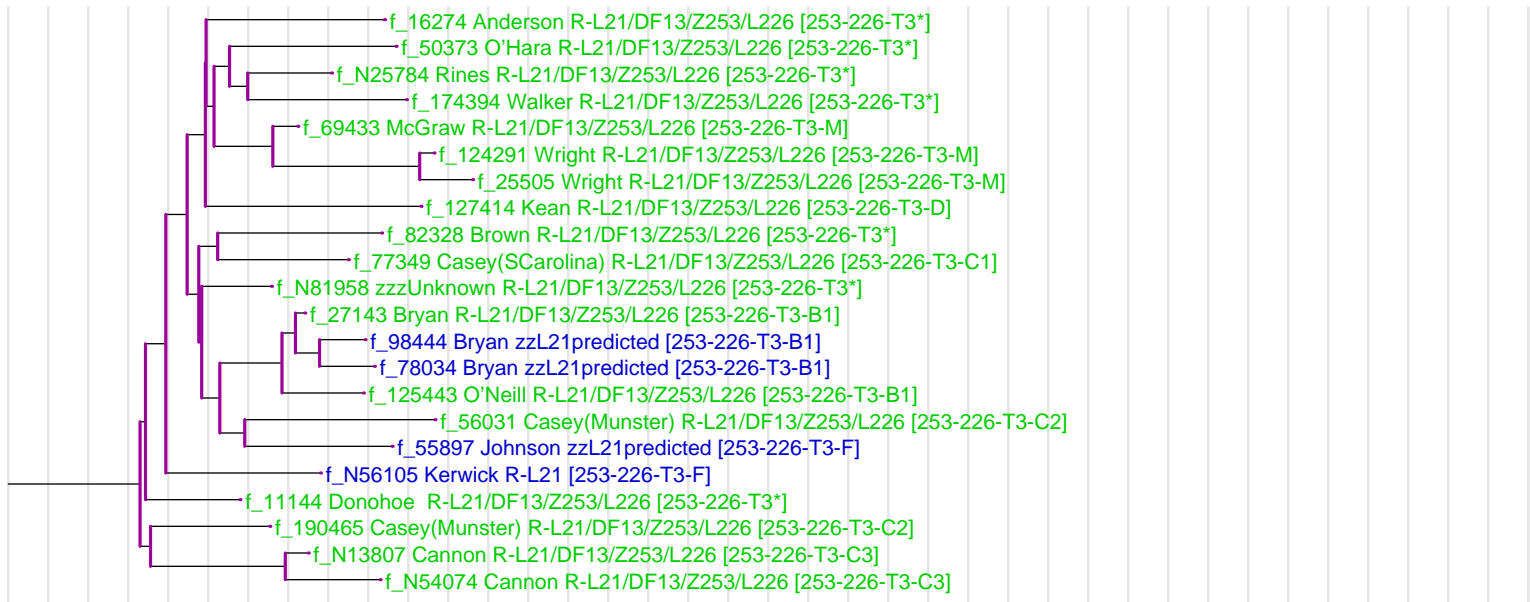 f_16274 Anderson R-L21/DF13/Z253/L226 [253-226-T3*]
f_50373 O'Hara R-L21/DF13/Z253/L226 [253-226-T3*]
f_N25784 Rines R-L21/DF13/Z253/L226 [253-226-T3*]
f_174394 Walker R-L21/DF13/Z253/L226 [253-226-T3*]
f_69433 McGraw R-L21/DF13/Z253/L226 [253-226-T3-M]
f_124291 Wright R-L21/DF13/Z253/L226 [253-226-T3-M]
f_25505 Wright R-L21/DF13/Z253/L226 [253-226-T3-M]
f_127414 Kean R-L21/DF13/Z253/L226 [253-226-T3-D]
f_82328 Brown R-L21/DF13/Z253/L226 [253-226-T3*]
f_77349 Casey(SCarolina) R-L21/DF13/Z253/L226 [253-226-T3-C1]
f_N81958 zzzUnknown R-L21/DF13/Z253/L226 [253-226-T3*]
f_27143 Bryan R-L21/DF13/Z253/L226 [253-226-T3-B1]
f_98444 Bryan zzL21predicted [253-226-T3-B1]
f_78034 Bryan zzL21predicted [253-226-T3-B1]
f_125443 O'Neill R-L21/DF13/Z253/L226 [253-226-T3-B1]
f_56031 Casey(Munster) R-L21/DF13/Z253/L226 [253-226-T3-C2]
f_55897 Johnson zzL21predicted [253-226-T3-F]
f_N56105 Kerwick R-L21 [253-226-T3-F]
f_11144 Donohoe R-L21/DF13/Z253/L226 [253-226-T3*]
f_190465 Casey(Munster) R-L21/DF13/Z253/L226 [253-226-T3-C2]
f_N13807 Cannon R-L21/DF13/Z253/L226 [253-226-T3-C3]
f_N54074 Cannon R-L21/DF13/Z253/L226 [253-226-T3-C3]